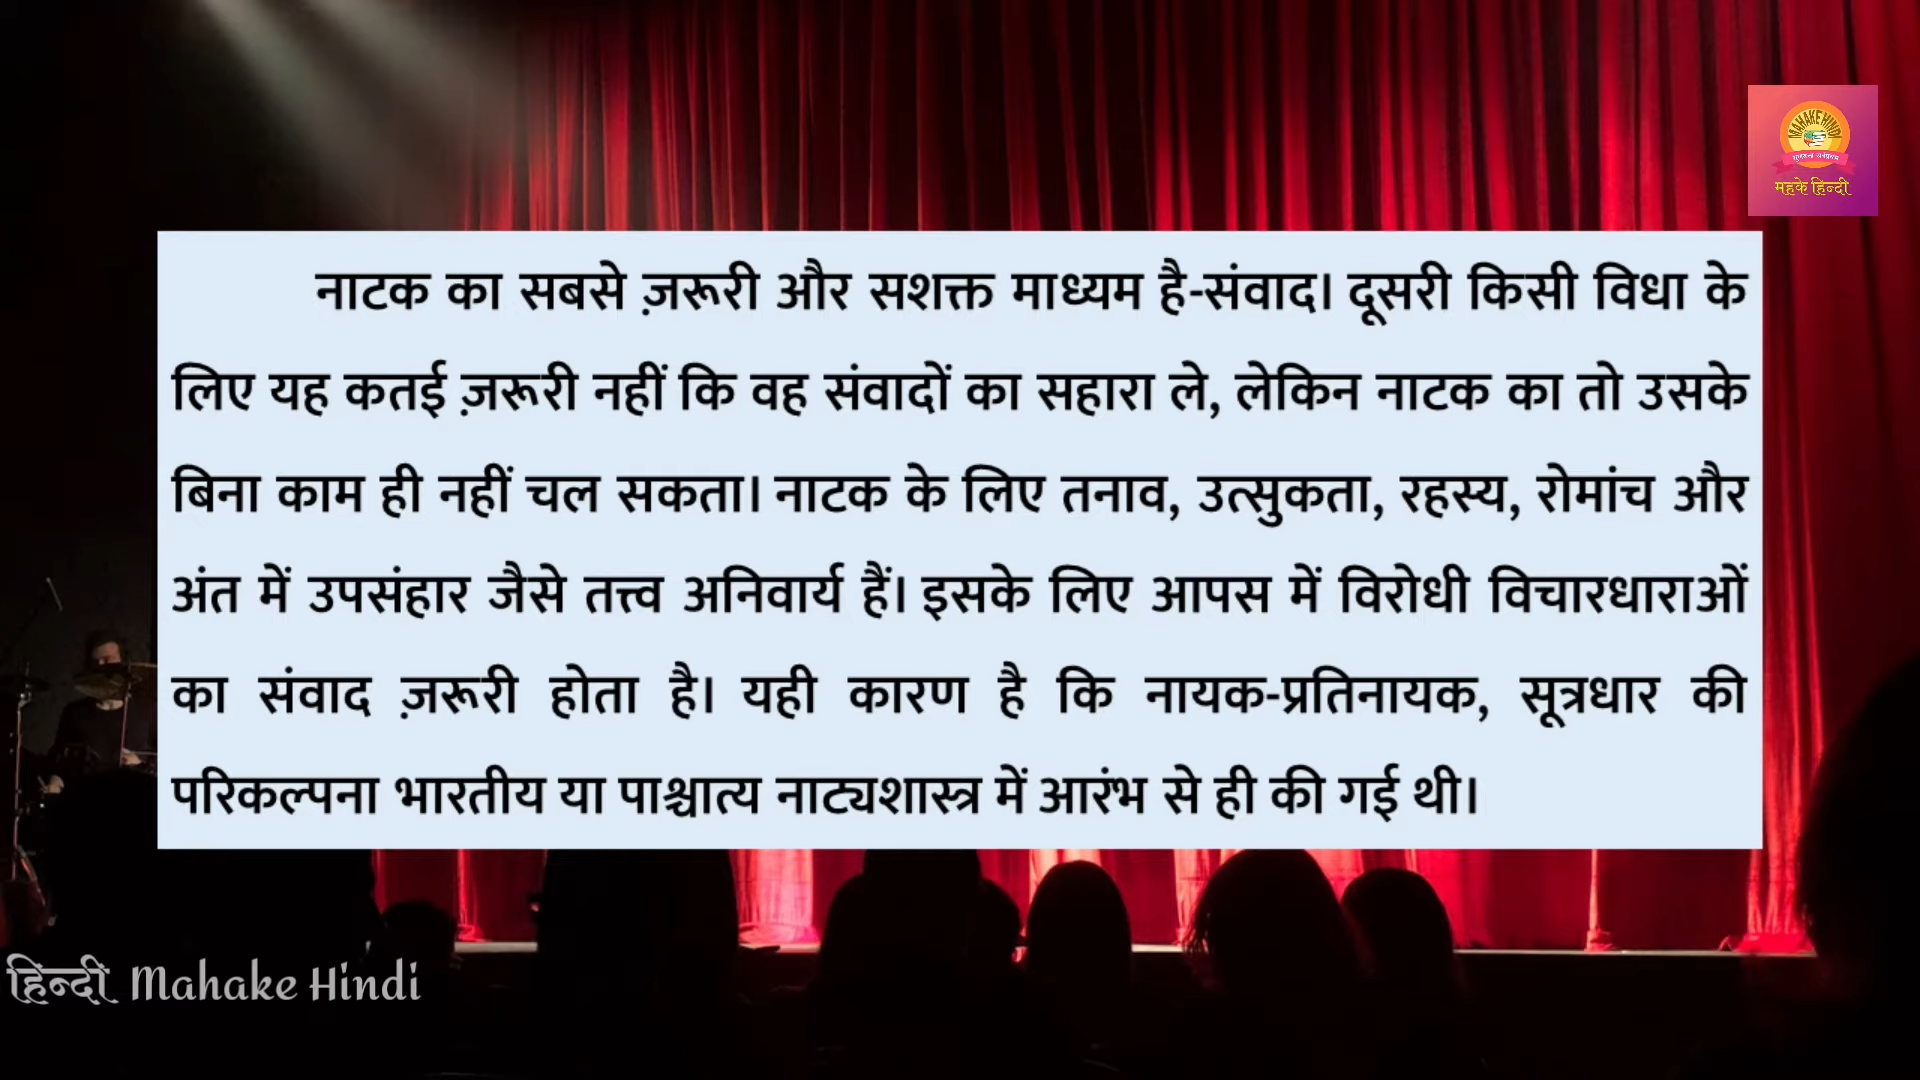 MAHAKE HINDI
महके हिन्दी
नाटक का सबसे ज़रूरी और सशक्त माध्यम है-संवाद। दूसरी किसी विधा के
लिए यह कतई ज़रूरी नहीं कि वह संवादों का सहारा ले, लेकिन नाटक का तो उसके
बिना काम ही नहीं चल सकता। नाटक के लिए तनाव, उत्सुकता, रहस्य, रोमांच और
अंत में उपसंहार जैसे तत्त्व अनिवार्य हैं। इसके लिए आपस में विरोधी विचारधाराओं
का संवाद ज़रूरी होता है। यही कारण है कि नायक-प्रतिनायक, सूत्रधार की
परिकल्पना भारतीय या पाश्चात्य नाट्यशास्त्र में आरंभ से ही की गई थी।
हिन्दी Mahake Hindi